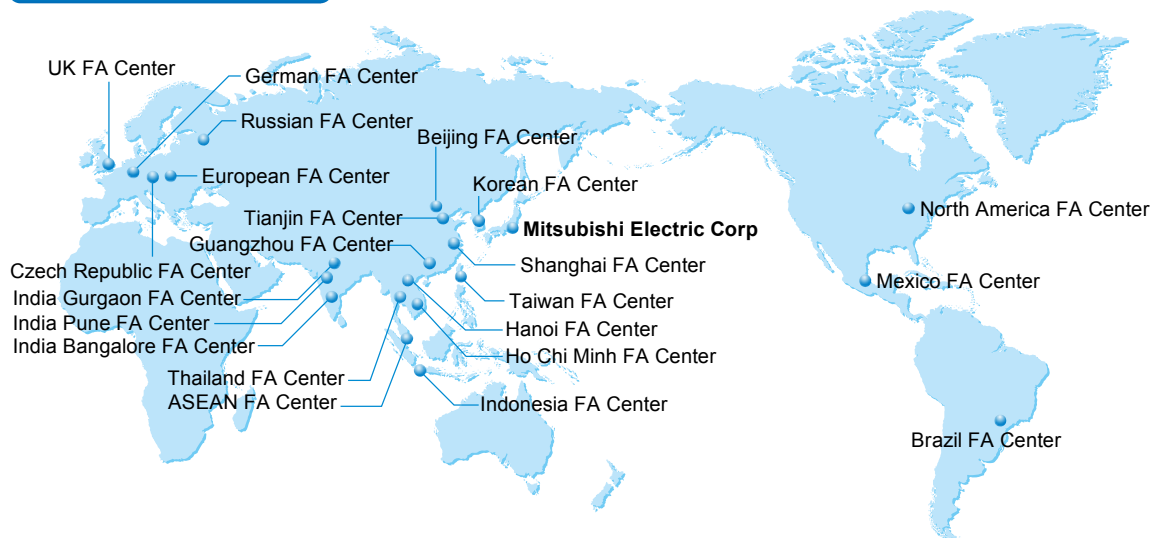 UK FA Center
German FA Center
Russian FA Center
Beijing FA Center
European FA Center
Korean FA Center
North America FA Center
Tianjin FA Center
Mitsubishi Electric Corp
Guangzhou FA Center
Shanghai FA Center
Czech Republic FA Center
Mexico FA Center
India Gurgaon FA Center
Taiwan FA Center
India Pune FA Center
Hanoi FA Center
India Bangalore FA Center
Ho Chi Minh FA Center
Thailand FA Center
ASEAN FA Center
Indonesia FA Center
Brazil FA Center